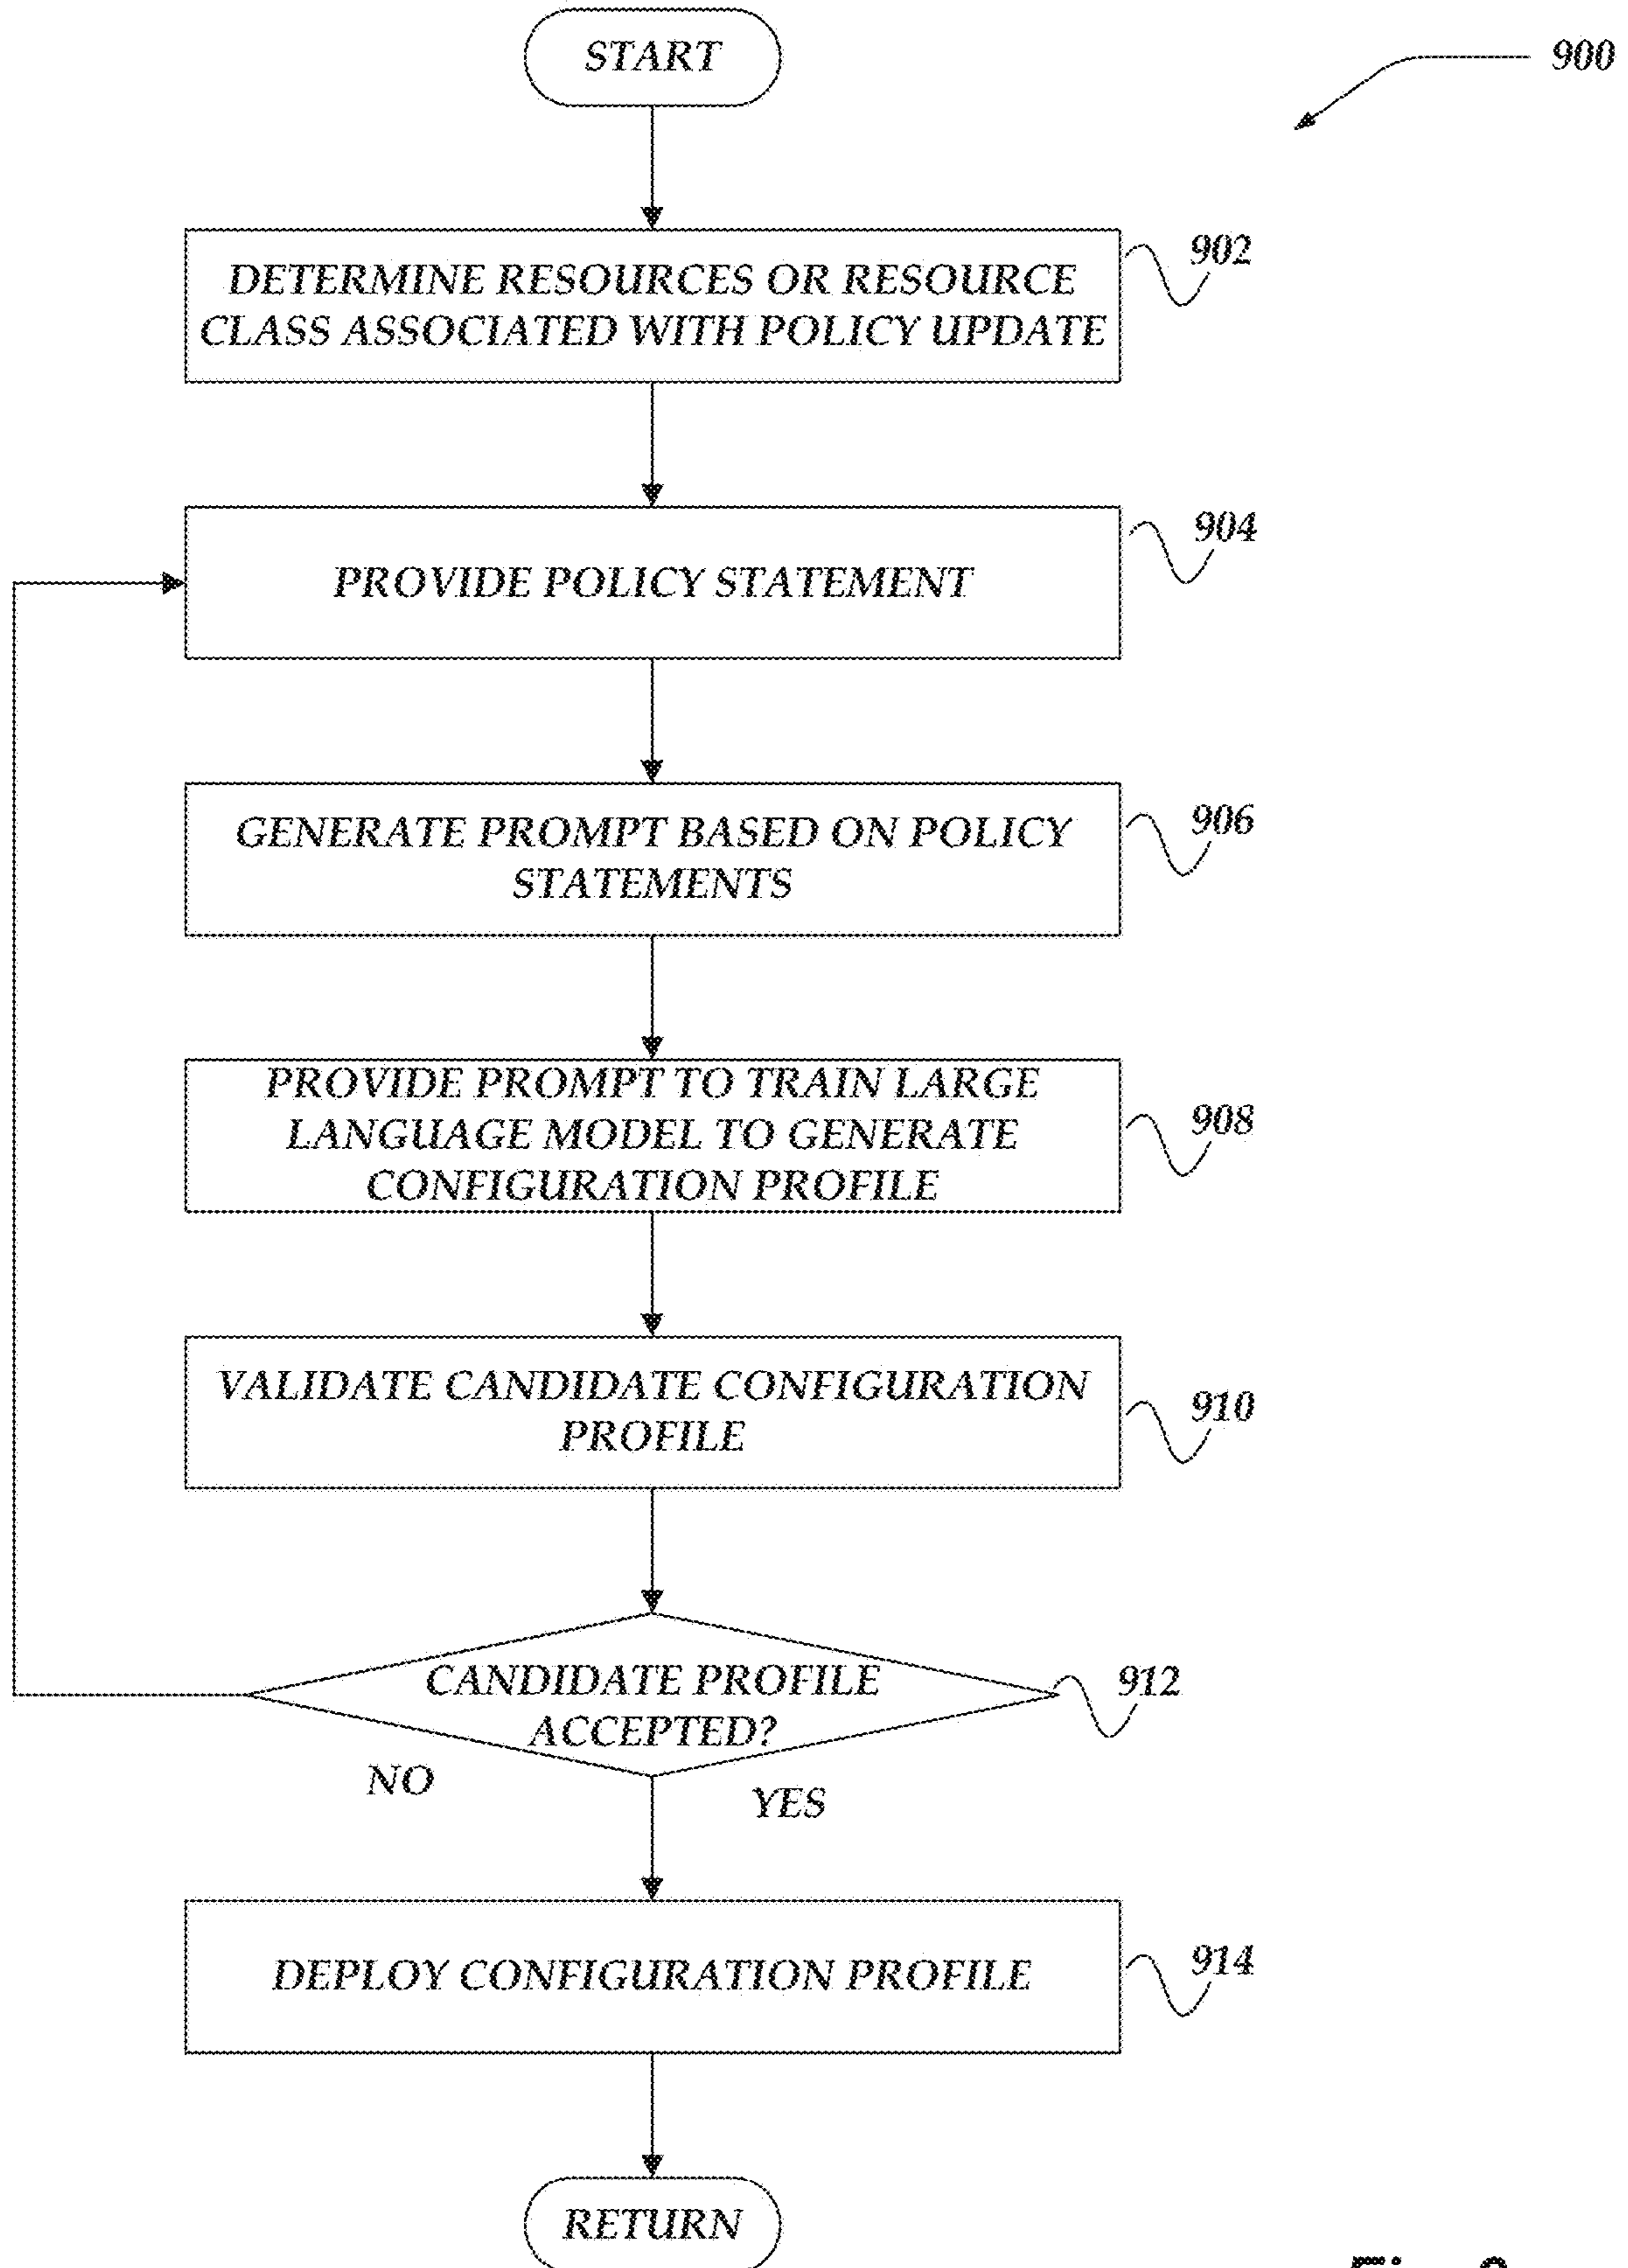 START
900
DETERMINE RESOURCES OR RESOURCE
CLASS ASSOCIATED WITH POLICY UPDATE
902
PROVIDE POLICY STATEMENT
904
GENERATE PROMPT BASED ON POLICY
STATEMENTS
906
PROVIDE PROMPT TO TRAIN LARGE
LANGUAGE MODEL TO GENERATE
CONFIGURATION PROFILE
908
VALIDATE CANDIDATE CONFIGURATION
PROFILE
910
CANDIDATE PROFILE
ACCEPTED?
912
NO
YES
DEPLOY CONFIGURATION PROFILE
914
RETURN